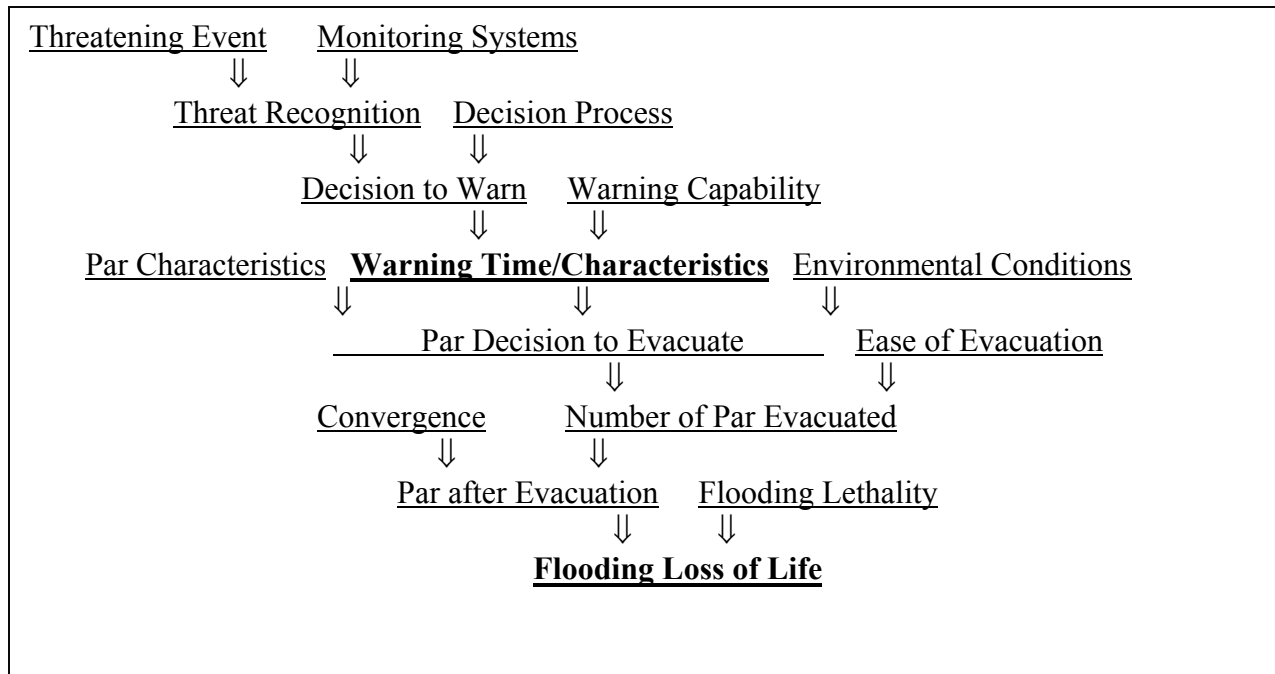 Threatening Event Monitoring Systems
⇓ ⇓
Threat Recognition Decision Process
⇓ ⇓
Decision to Warn Warning Capability
⇓ ⇓
Par Characteristics Warning Time/Characteristics Environmental Conditions
⇓ ⇓ ⇓
Par Decision to Evacuate Ease of Evacuation
⇓ ⇓
Convergence Number of Par Evacuated
⇓ ⇓
Par after Evacuation Flooding Lethality
⇓ ⇓
Flooding Loss of Life